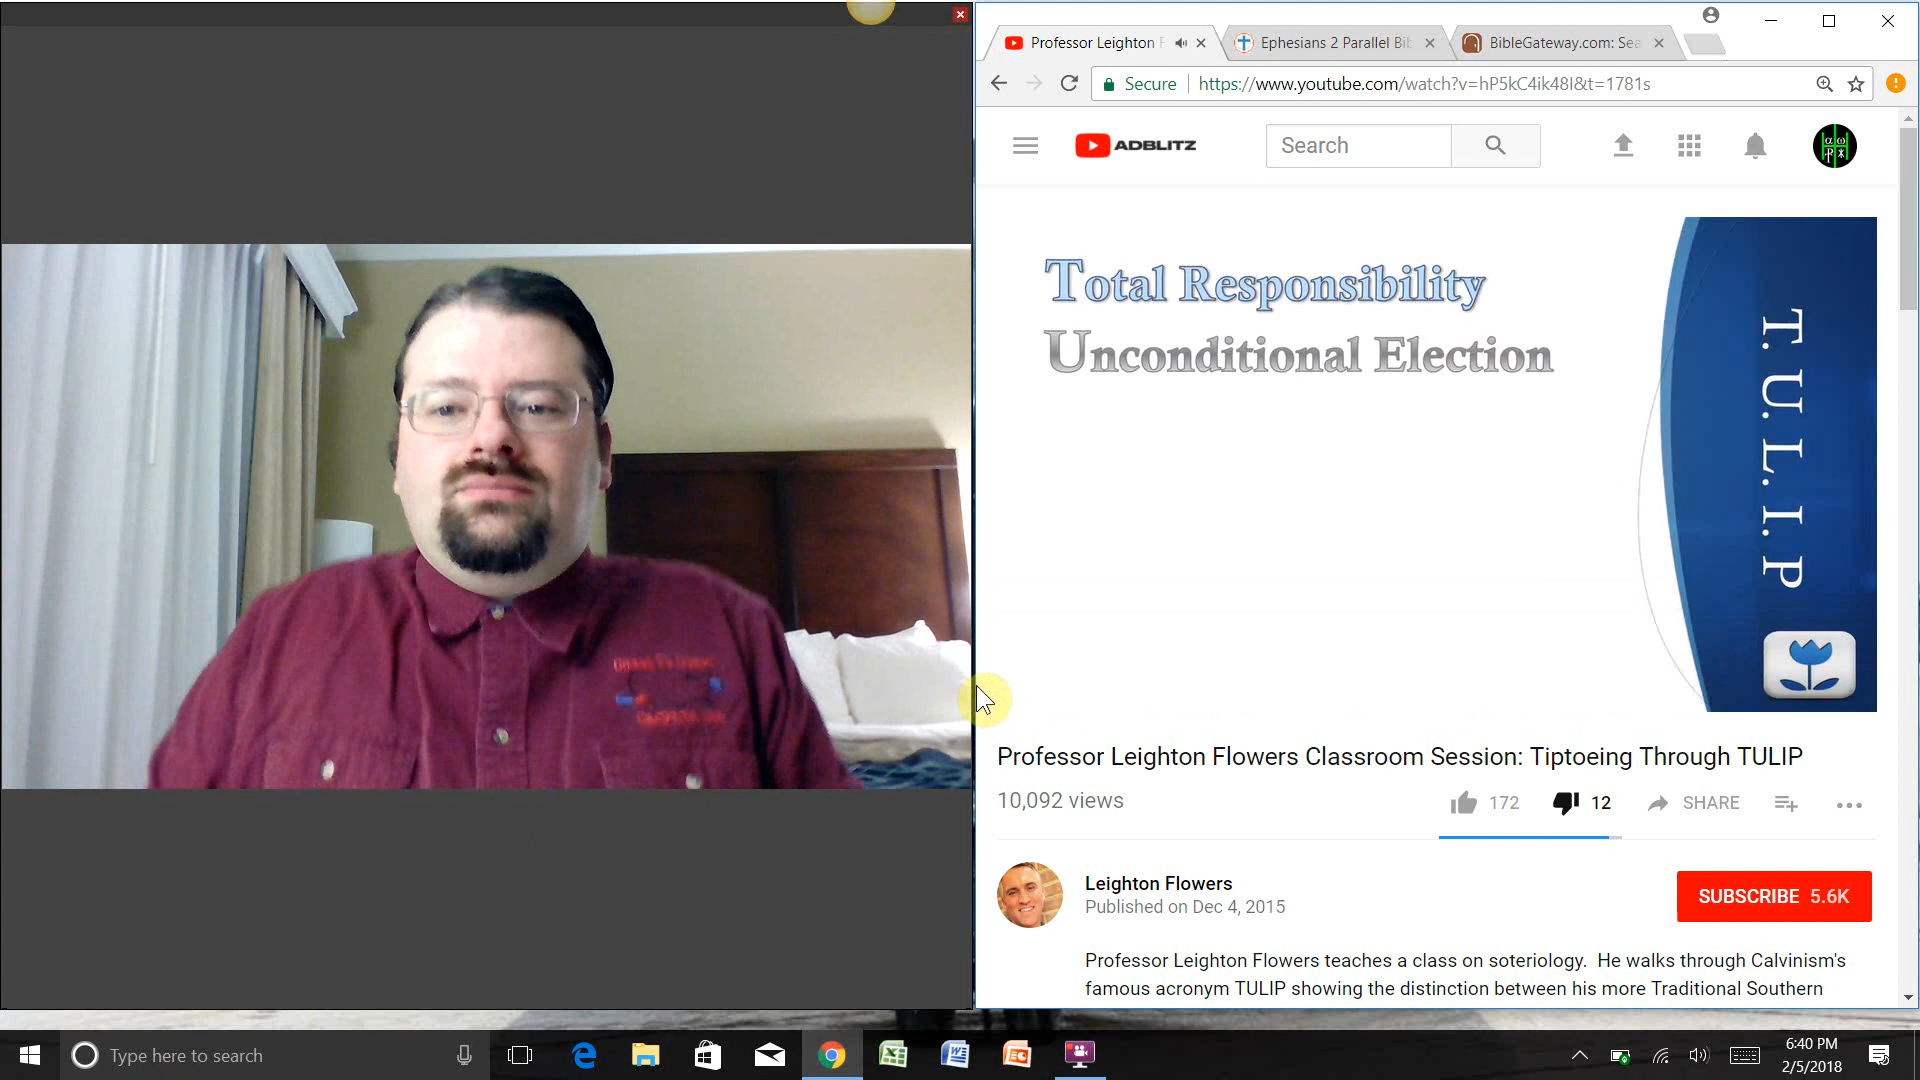 Professor Leighton F
Ephesians 2 Parallel Bib
BibleGateway.com: Sea
Secure
https://www.youtube.com/watch?v=hP5kC4ik48I&t=1781s
ADBLITZ
Search
Total Responsibility
Unconditional Election
T.U.L.I.P
Professor Leighton Flowers Classroom Session: Tiptoeing Through TULIP
10,092 views
172
12
SHARE
Leighton Flowers
Published on Dec 4, 2015
SUBSCRIBE 5.6K
Professor Leighton Flowers teaches a class on soteriology. He walks through Calvinism's
famous acronym TULIP showing the distinction between his more Traditional Southern
Type here to search
6:40 PM
2/5/2018